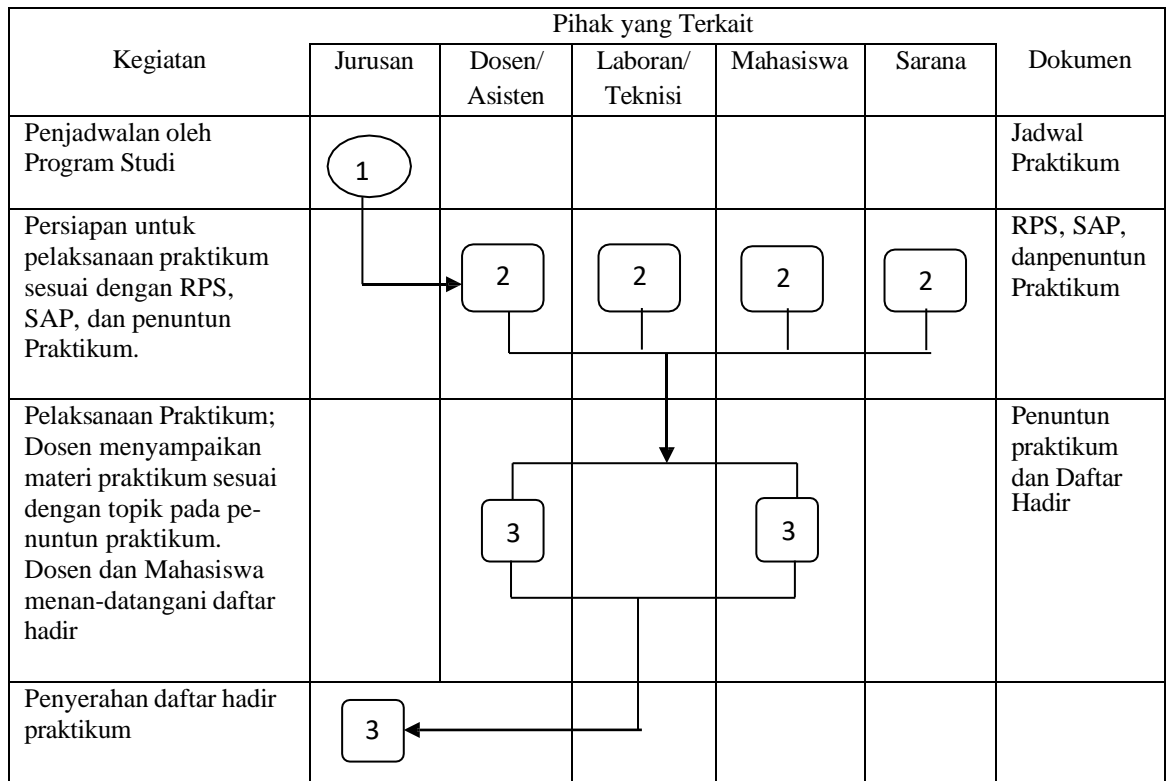 Kegiatan
Pihak yang Terkait
Dokumen
Jurusan
Dosen/
Asisten
Laboran/
Teknisi
Mahasiswa
Sarana
Penjadwalan oleh
Program Studi
1
Jadwal
Praktikum
Persiapan untuk
pelaksanaan praktikum
sesuai dengan RPS,
SAP, dan penuntun
Praktikum.
2
2
2
2
RPS, SAP,
danpenuntun
Praktikum
Pelaksanaan Praktikum;
Dosen menyampaikan
materi praktikum sesuai
dengan topik pada pe-
nuntun praktikum.
Dosen dan Mahasiswa
menan-datangani daftar
hadir
3
3
Penuntun
praktikum
dan Daftar
Hadir
Penyerahan daftar hadir
praktikum
3